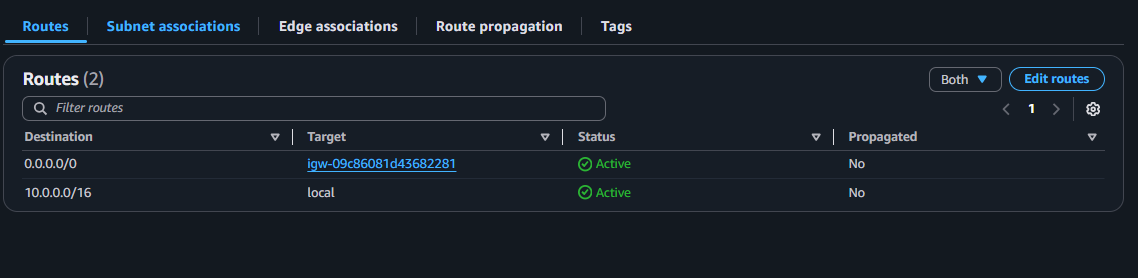 Routes Subnet associations Edge associations Route propagation Tags
Routes (2) Both Edit routes
Filter routes 1
Destination Target Status Propagated
0.0.0.0/0 igw-09c86081d43682281 Active No
10.0.0.0/16 local Active No